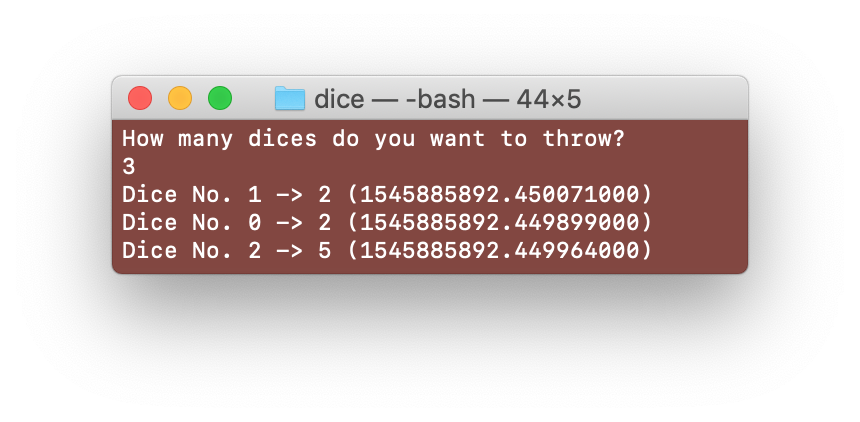 dice — -bash — 44×5
How many dices do you want to throw?
3
Dice No. 1 -> 2 (1545885892.450071000)
Dice No. 0 -> 2 (1545885892.449899000)
Dice No. 2 -> 5 (1545885892.449964000)